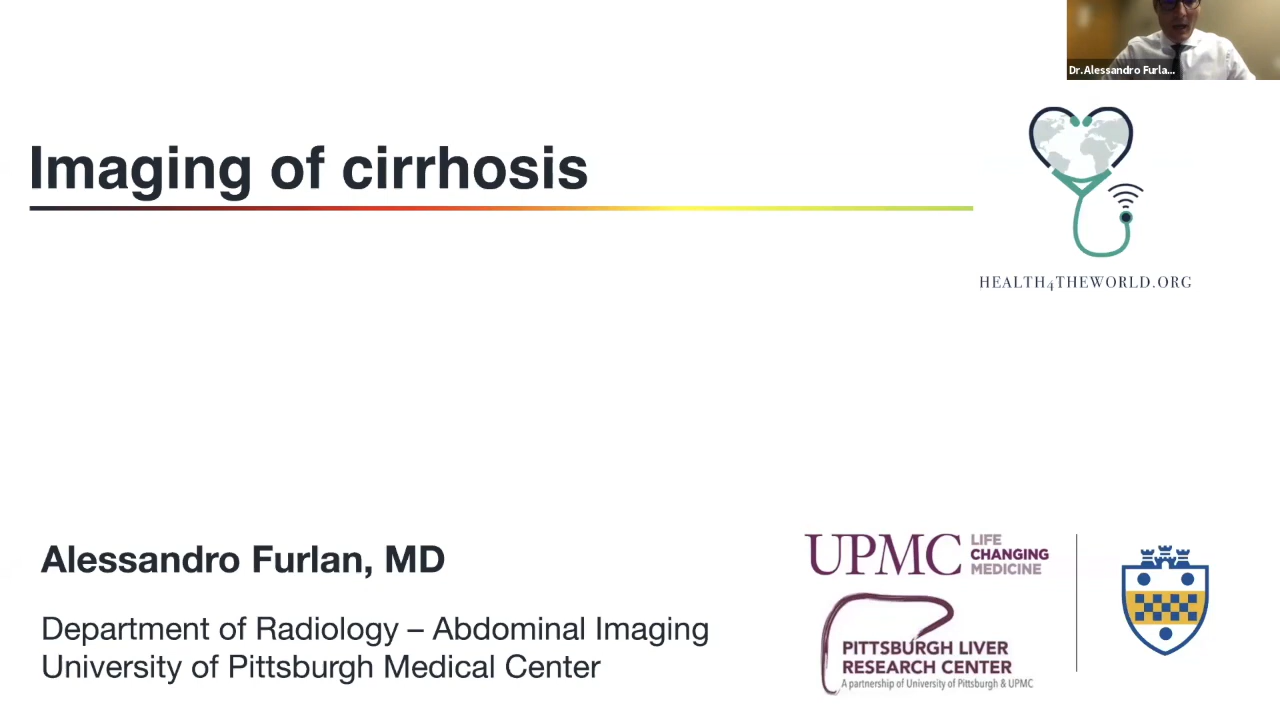 Dr.Alessandro Furla...
Imaging of cirrhosis
HEALTH4THEWORLD.ORG
Alessandro Furlan, MD
Department of Radiology – Abdominal Imaging
University of Pittsburgh Medical Center
UPMC
LIFE
CHANGING
MEDICINE
PITTSBURGH LIVER
RESEARCH CENTER
A partnership of University of Pittsburgh & UPMC